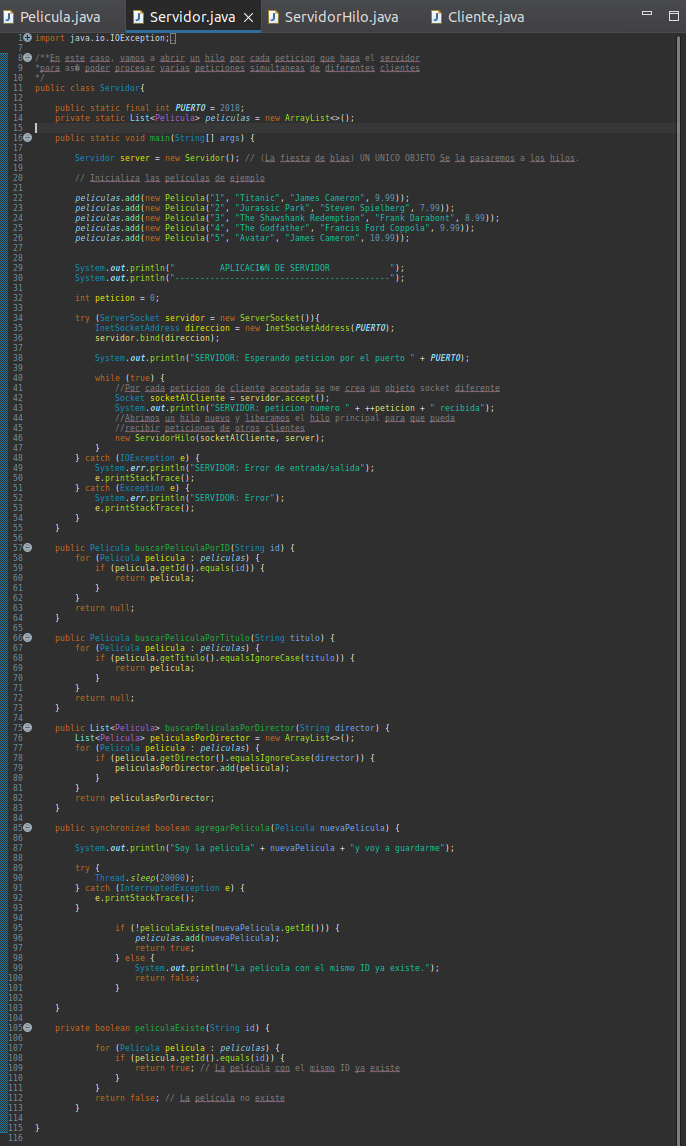 Pelicula.java Servidor.java ServidorHilo.java Cliente.java
1 import java.io.IOException;
7
8 /**En este caso, vamos a abrir un hilo por cada peticion que haga el servidor
9 *para as� poder procesar varias peticiones simultaneas de diferentes clientes
10 */
11 public class Servidor{
12
13 public static final int PUERTO = 2018;
14 private static List<Pelicula> peliculas = new ArrayList<>();
15
16 public static void main(String[] args) {
17
18 Servidor server = new Servidor(); // (La fiesta de blas) UN UNICO OBJETO Se la pasaremos a los hilos.
19
20 // Inicializa las películas de ejemplo
21
22 peliculas.add(new Pelicula("1", "Titanic", "James Cameron", 9.99));
23 peliculas.add(new Pelicula("2", "Jurassic Park", "Steven Spielberg", 7.99));
24 peliculas.add(new Pelicula("3", "The Shawshank Redemption", "Frank Darabont", 8.99));
25 peliculas.add(new Pelicula("4", "The Godfather", "Francis Ford Coppola", 9.99));
26 peliculas.add(new Pelicula("5", "Avatar", "James Cameron", 10.99));
27
28
29 System.out.println(" APLICACI�N DE SERVIDOR ");
30 System.out.println("-------------------------------------------");
31
32 int peticion = 0;
33
34 try (ServerSocket servidor = new ServerSocket()){
35 InetSocketAddress direccion = new InetSocketAddress(PUERTO);
36 servidor.bind(direccion);
37
38 System.out.println("SERVIDOR: Esperando peticion por el puerto " + PUERTO);
39
40 while (true) {
41 //Por cada peticion de cliente aceptada se me crea un objeto socket diferente
42 Socket socketAlCliente = servidor.accept();
43 System.out.println("SERVIDOR: peticion numero " + ++peticion + " recibida");
44 //Abrimos un hilo nuevo y liberamos el hilo principal para que pueda
45 //recibir peticiones de otros clientes
46 new ServidorHilo(socketAlCliente, server);
47 }
48 } catch (IOException e) {
49 System.err.println("SERVIDOR: Error de entrada/salida");
50 e.printStackTrace();
51 } catch (Exception e) {
52 System.err.println("SERVIDOR: Error");
53 e.printStackTrace();
54 }
55 }
56
57 public Pelicula buscarPeliculaPorID(String id) {
58 for (Pelicula pelicula : peliculas) {
59 if (pelicula.getId().equals(id)) {
60 return pelicula;
61 }
62 }
63 return null;
64 }
65
66 public Pelicula buscarPeliculaPorTitulo(String titulo) {
67 for (Pelicula pelicula : peliculas) {
68 if (pelicula.getTitulo().equalsIgnoreCase(titulo)) {
69 return pelicula;
70 }
71 }
72 return null;
73 }
74
75 public List<Pelicula> buscarPeliculasPorDirector(String director) {
76 List<Pelicula> peliculasPorDirector = new ArrayList<>();
77 for (Pelicula pelicula : peliculas) {
78 if (pelicula.getDirector().equalsIgnoreCase(director)) {
79 peliculasPorDirector.add(pelicula);
80 }
81 }
82 return peliculasPorDirector;
83 }
84
85 public synchronized boolean agregarPelicula(Pelicula nuevaPelicula) {
86
87 System.out.println("Soy la pelicula" + nuevaPelicula + "y voy a guardarme");
88
89 try {
90 Thread.sleep(20000);
91 } catch (InterruptedException e) {
92 e.printStackTrace();
93 }
94
95 if (!peliculaExiste(nuevaPelicula.getId())) {
96 peliculas.add(nuevaPelicula);
97 return true;
98 } else {
99 System.out.println("La película con el mismo ID ya existe.");
100 return false;
101 }
102
103 }
104
105 private boolean peliculaExiste(String id) {
106
107 for (Pelicula pelicula : peliculas) {
108 if (pelicula.getId().equals(id)) {
109 return true; // La película con el mismo ID ya existe
110 }
111 }
112 return false; // La película no existe
113 }
114
115 }
116